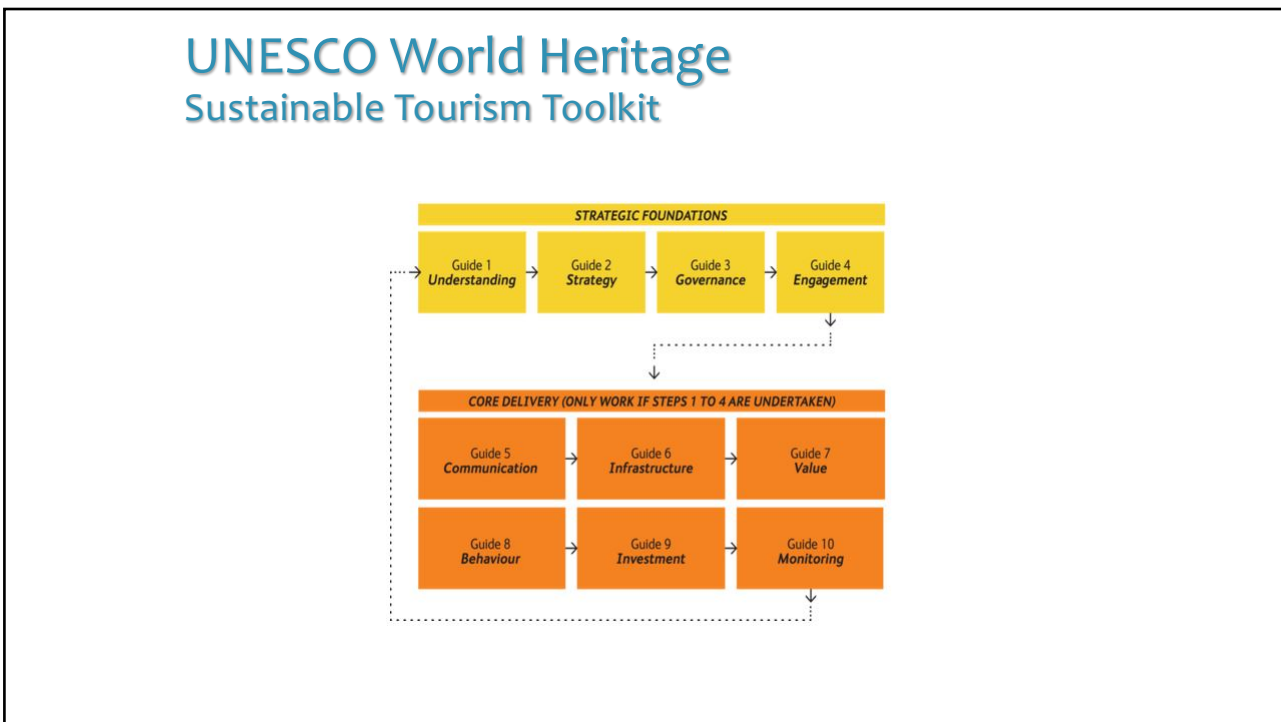 UNESCO World Heritage
Sustainable Tourism Toolkit
STRATEGIC FOUNDATIONS
Guide 1
Understanding
Guide 2
Strategy
Guide 3
Governance
Guide 4
Engagement
CORE DELIVERY (ONLY WORK IF STEPS 1 TO 4 ARE UNDERTAKEN)
Guide 5
Communication
Guide 6
Infrastructure
Guide 7
Value
Guide 8
Behaviour
Guide 9
Investment
Guide 10
Monitoring